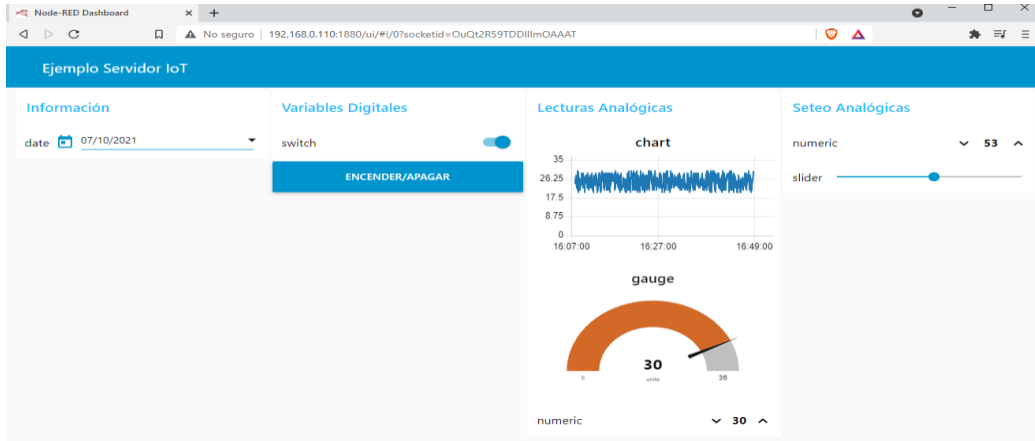 Node-RED Dashboard
No seguro
192.168.0.110:1880/ui/#!/0?socketid=OuQt2R59TDDIIImOAAAT
Ejemplo Servidor IoT
Información
date 07/10/2021
Variables Digitales
switch
ENCENDER/APAGAR
Lecturas Analógicas
chart
35
26.25
17.5
8.75
0
16:07:00 16:27:00 16:49:00
gauge
30
units
0 35
numeric 30
Seteo Analógicas
numeric 53
slider